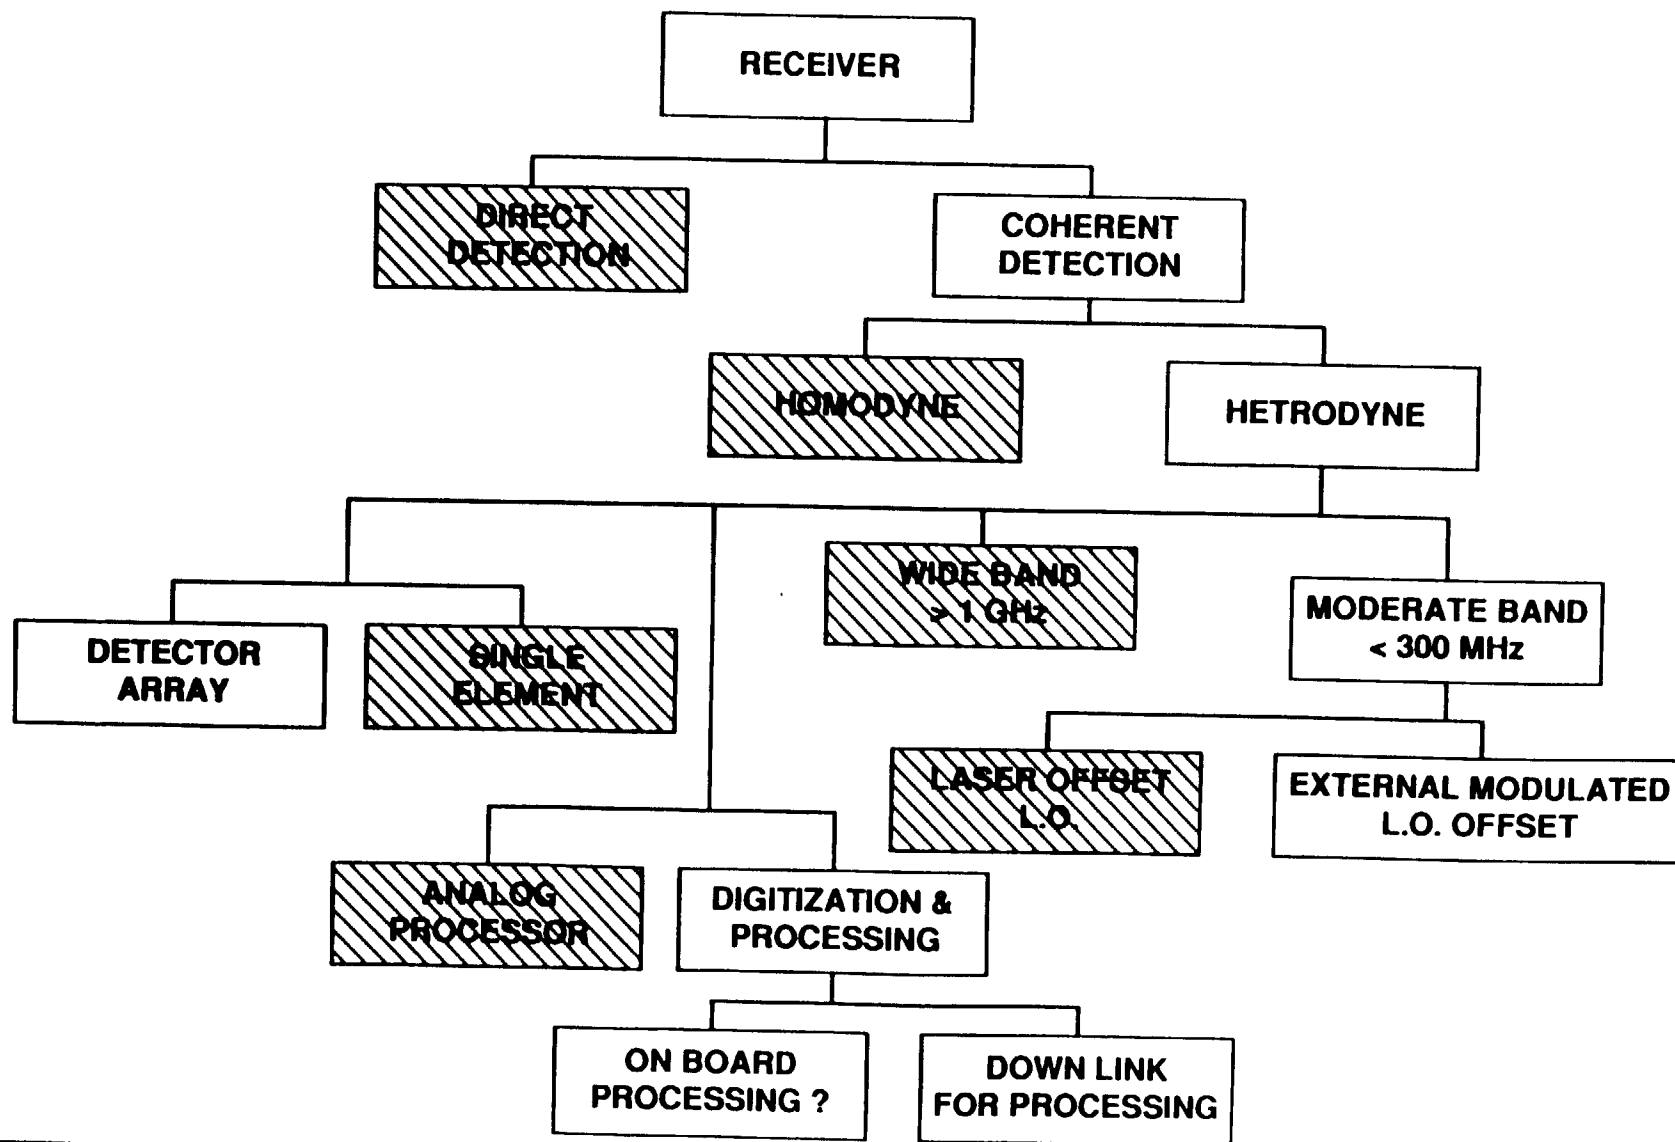 RECEIVER
DIRECT
DETECTION
COHERENT
DETECTION
HOMODYNE
HETRODYNE
WIDE BAND
> 1 GHz
MODERATE BAND
< 300 MHz
DETECTOR
ARRAY
SINGLE
ELEMENT
LASER OFFSET
L.O.
EXTERNAL MODULATED
L.O. OFFSET
ANALOG
PROCESSOR
DIGITIZATION &
PROCESSING
ON BOARD
PROCESSING ?
DOWN LINK
FOR PROCESSING